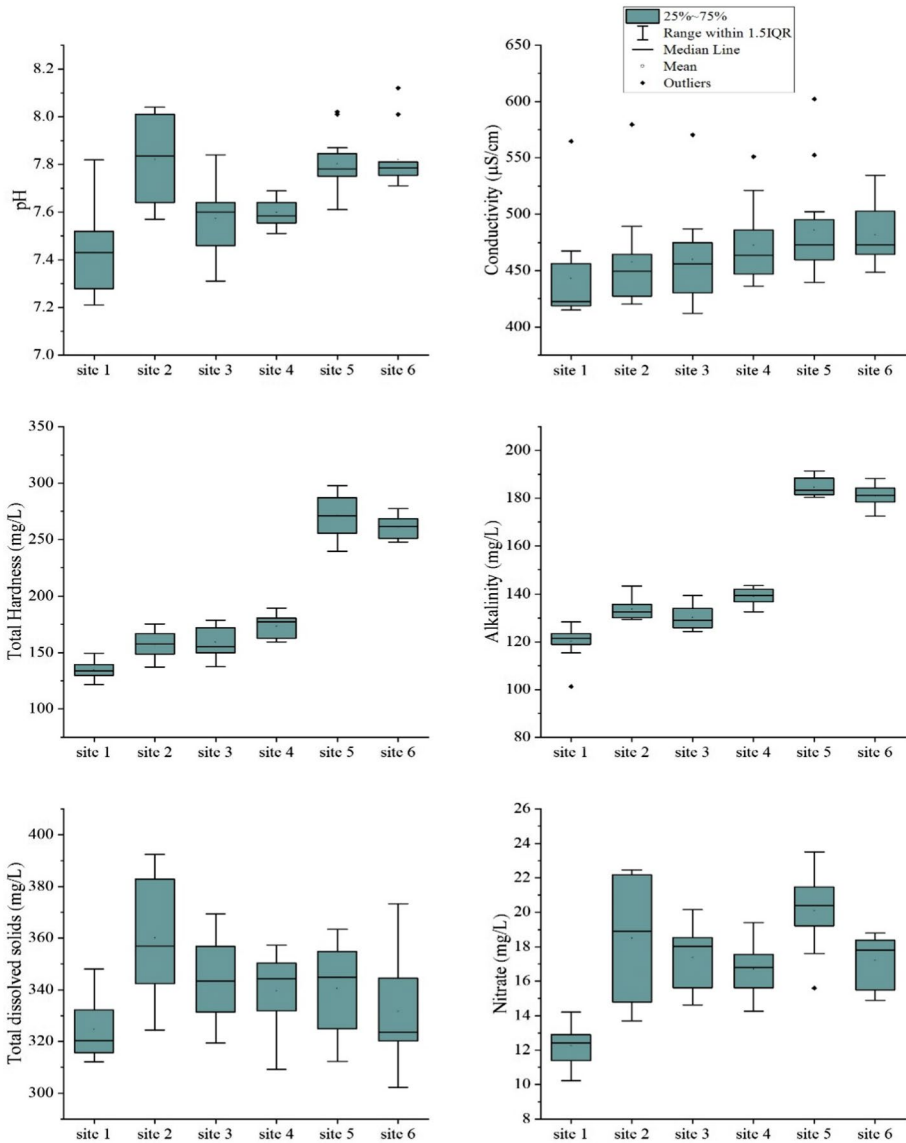 25%~75%
Range within 1.5IQR
Median Line
Mean
Outliers
pH
8.2
8.0
7.8
7.6
7.4
7.2
7.0
site 1 site 2 site 3 site 4 site 5 site 6
Conductivity (µS/cm)
650
600
550
500
450
400
site 1 site 2 site 3 site 4 site 5 site 6
Total Hardness (mg/L)
350
300
250
200
150
100
site 1 site 2 site 3 site 4 site 5 site 6
Alkalinity (mg/L)
200
180
160
140
120
100
80
site 1 site 2 site 3 site 4 site 5 site 6
Total dissolved solids (mg/L)
400
380
360
340
320
300
site 1 site 2 site 3 site 4 site 5 site 6
Nitrate (mg/L)
26
24
22
20
18
16
14
12
10
8
site 1 site 2 site 3 site 4 site 5 site 6